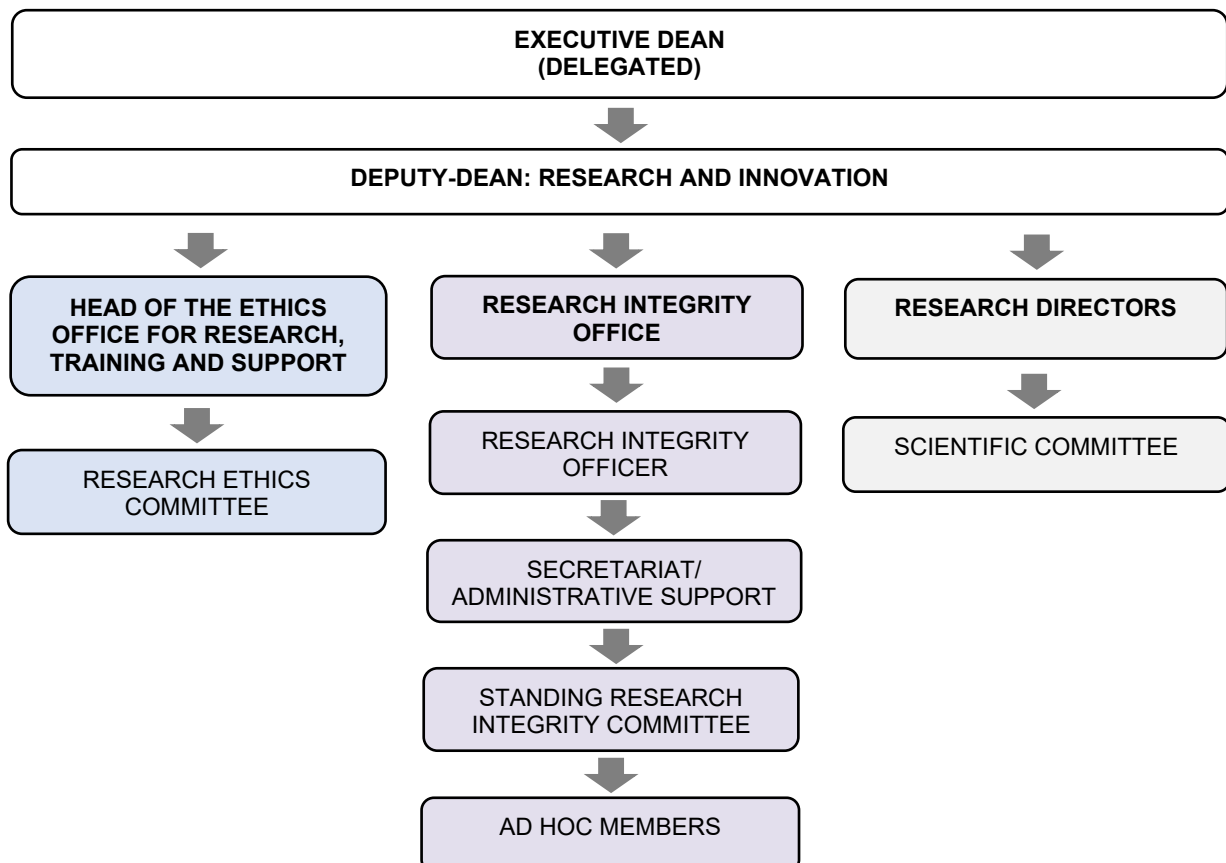 EXECUTIVE DEAN
(DELEGATED)
DEPUTY-DEAN: RESEARCH AND INNOVATION
HEAD OF THE ETHICS
OFFICE FOR RESEARCH,
TRAINING AND SUPPORT
RESEARCH ETHICS
COMMITTEE
RESEARCH INTEGRITY
OFFICE
RESEARCH INTEGRITY
OFFICER
SECRETARIAT/
ADMINISTRATIVE SUPPORT
STANDING RESEARCH
INTEGRITY COMMITTEE
AD HOC MEMBERS
RESEARCH DIRECTORS
SCIENTIFIC COMMITTEE